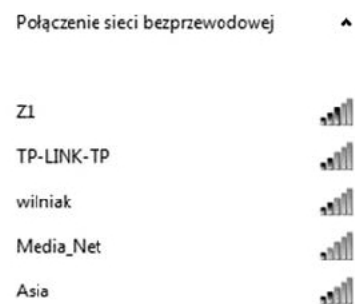 Połączenie sieci bezprzewodowej
Z1
TP-LINK-TP
wilniak
Media_Net
Asia